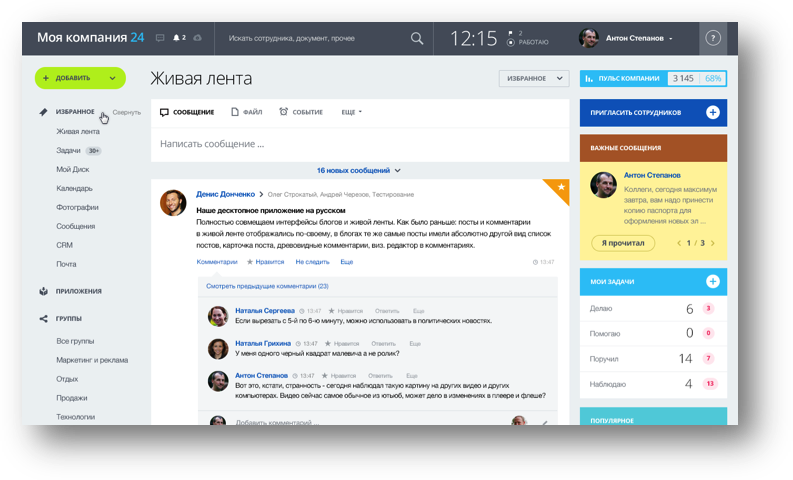 Моя компания 24
2
Искать сотрудника, документ, прочее
12:15
2
РАБОТАЮ
Антон Степанов
?
+ ДОБАВИТЬ
ИЗБРАННОЕ
Свернуть
Живая лента
Задачи 30+
Мой Диск
Календарь
Фотографии
Сообщения
CRM
Почта
ПРИЛОЖЕНИЯ
ГРУППЫ
Все группы
Маркетинг и реклама
Отдых
Продажи
Технологии
Живая лента
ИЗБРАННОЕ
СООБЩЕНИЕ ФАЙЛ СОБЫТИЕ ЕЩЕ
Написать сообщение ...
16 новых сообщений
Денис Донченко > Олег Строкатый, Андрей Черезов, Тестирование
Наше десктопное приложение на русском
Полностью совмещаем интерфейсы блогов и живой ленты. Как было раньше: посты и комментарии
в живой ленте отображались по-своему, в блогах те же самые посты имели абсолютно другой вид список
постов, карточка поста, древовидные комментарии, виз. редактор в комментариях.
Комментарии Нравится Не следить Еще 13:47
Смотреть предыдущие комментарии (23)
Наталья Сергеева 13:47 Нравится Ответить Еще
Если вырезать с 5-й по 6-ю минуту, можно использовать в политических новостях.
Наталья Грихина 13:47 Нравится Ответить Еще
У меня одного черный квадрат малевича а не ролик?
Антон Степанов 13:47 Нравится Ответить Еще
Вот это, кстати, странность - сегодня наблюдал такую картину на других видео и других
компьютерах. Видео сейчас самое обычное из ютьюб, может дело в изменениях в плеере и флеше?
Добавить комментарий ...
ПУЛЬС КОМПАНИИ 3 145 68%
ПРИГЛАСИТЬ СОТРУДНИКОВ +
ВАЖНЫЕ СООБЩЕНИЯ
Антон Степанов
Коллеги, сегодня максимум
завтра, вам надо принести
копию паспорта для
оформления новых эл ...
Я прочитал
< 1 / 3 >
МОИ ЗАДАЧИ +
Делаю 6 3
Помогаю 0 0
Поручил 14 7
Наблюдаю 4 13
ПОПУЛЯРНОЕ